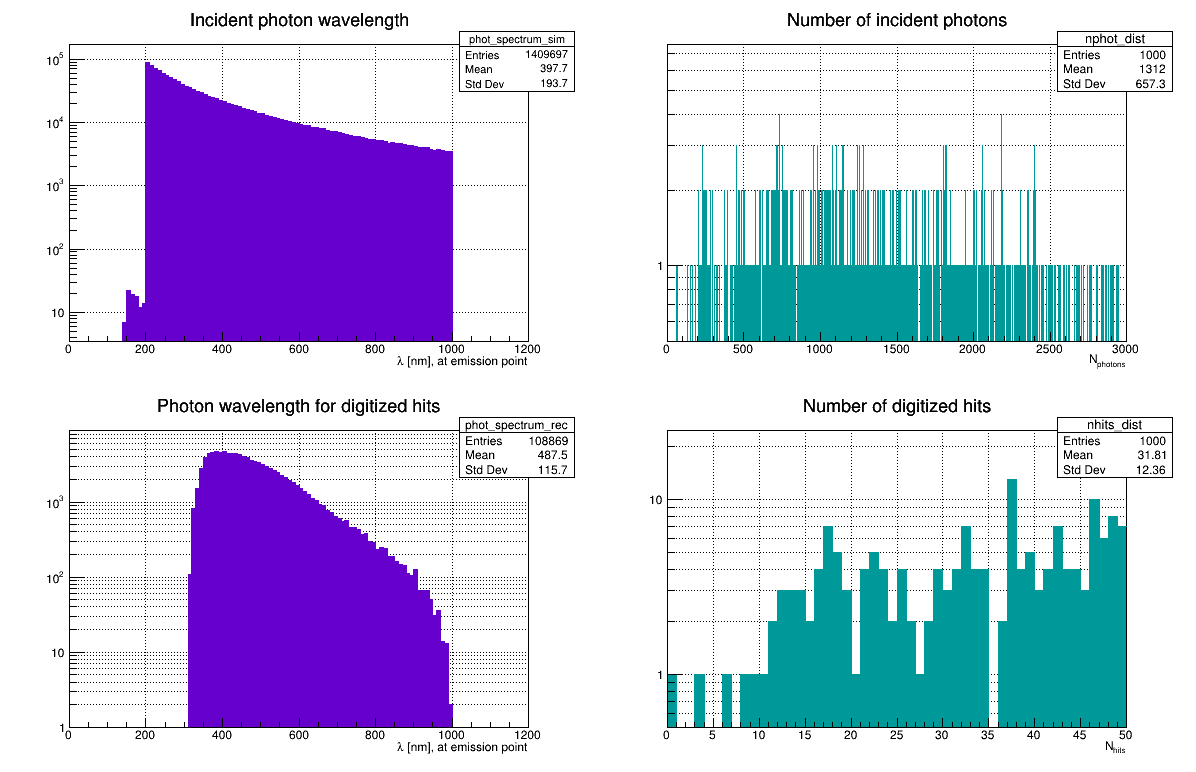 Incident photon wavelength
phot_spectrum_sim
Entries 1409697
Mean 397.7
Std Dev 193.7
10^5
10^4
10^3
10^2
10
0 200 400 600 800 1000 1200
λ [nm], at emission point
Number of incident photons
nphot_dist
Entries 1000
Mean 1312
Std Dev 657.3
1
0 500 1000 1500 2000 2500 3000
N_photons
Photon wavelength for digitized hits
phot_spectrum_rec
Entries 108869
Mean 487.5
Std Dev 115.7
10^3
10^2
10
1
0 200 400 600 800 1000 1200
λ [nm], at emission point
Number of digitized hits
nhits_dist
Entries 1000
Mean 31.81
Std Dev 12.36
10
1
0 5 10 15 20 25 30 35 40 45 50
N_hits